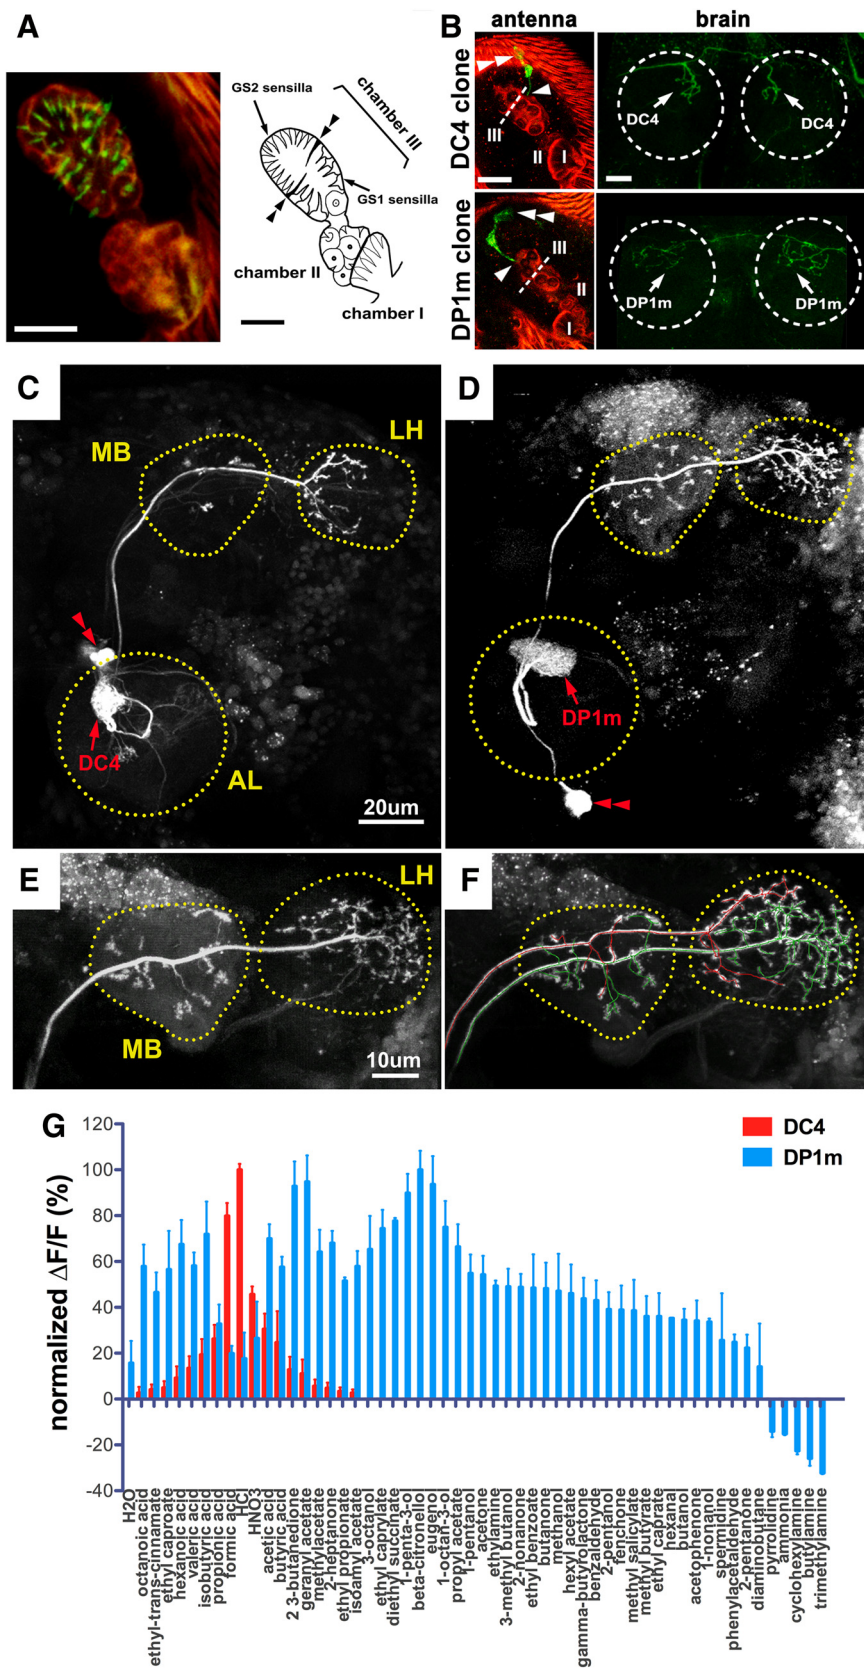 A
GS2 sensilla
chamber III
GS1 sensilla
chamber II
chamber I
B
antenna
brain
DC4 clone
III
II
I
DC4
DC4
DP1m clone
III
II
I
DP1m
DP1m
C
MB
LH
DC4
AL
20um
D
DP1m
E
LH
MB
10um
F
G
DC4
DP1m
normalized ΔF/F (%)
120
100
80
60
40
20
0
-20
-40
H2O
octanoic acid
ethyl-trans-cinnamate
ethyl caproate
hexanoic acid
valeric acid
isobutyric acid
propionic acid
formic acid
HCl
HNO3
acetic acid
butyric acid
2 3-butanedione
geranyl acetate
methylacetate
2-heptanone
ethyl propionate
isoamyl acetate
3-octanol
ethyl caprylate
diethyl succinate
1-penta-3-ol
beta-citronello
eugenol
1-octan-3-ol
propyl acetate
1-pentanol
acetone
ethylamine
3-methyl butanol
2-nonanone
ethyl benzoate
butanone
methanol
hexyl acetate
gamma-butyrolactone
benzaldehyde
2-pentanol
fenchone
methyl salicylate
methyl butyrate
ethyl caprate
hexanal
butanol
acetophenone
1-nonanol
spermidine
phenylacetaldehyde
2-pentanone
diaminobutane
pyrrolidine
ammonia
cyclohexylamine
butylamine
trimethylamine